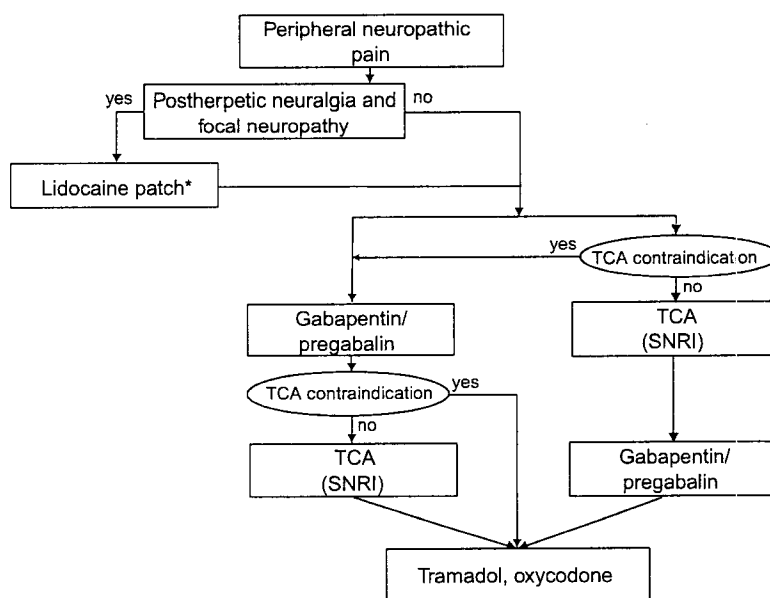 Peripheral neuropathic
pain
yes
Postherpetic neuralgia and
focal neuropathy
no
Lidocaine patch*
yes
TCA contraindication
no
Gabapentin/
pregabalin
TCA
(SNRI)
TCA contraindication
yes
no
TCA
(SNRI)
Gabapentin/
pregabalin
Tramadol, oxycodone